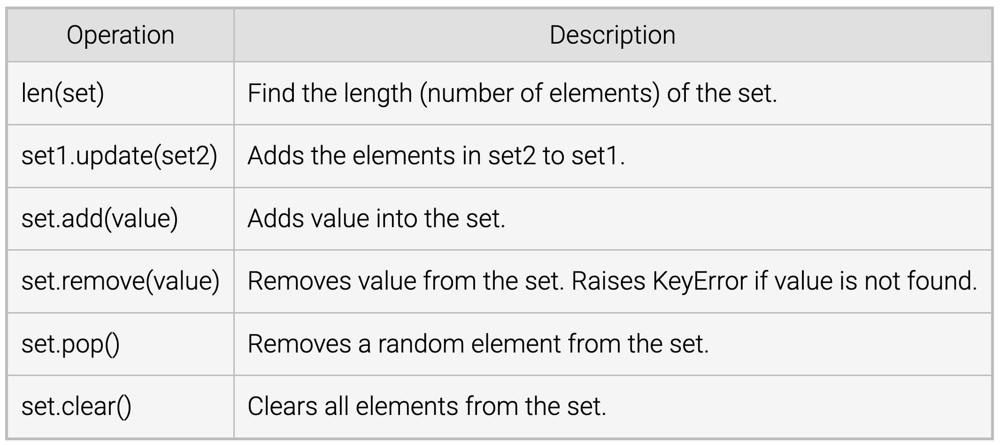 Operation Description
len(set) Find the length (number of elements) of the set.
set1.update(set2) Adds the elements in set2 to set1.
set.add(value) Adds value into the set.
set.remove(value) Removes value from the set. Raises KeyError if value is not found.
set.pop() Removes a random element from the set.
set.clear() Clears all elements from the set.